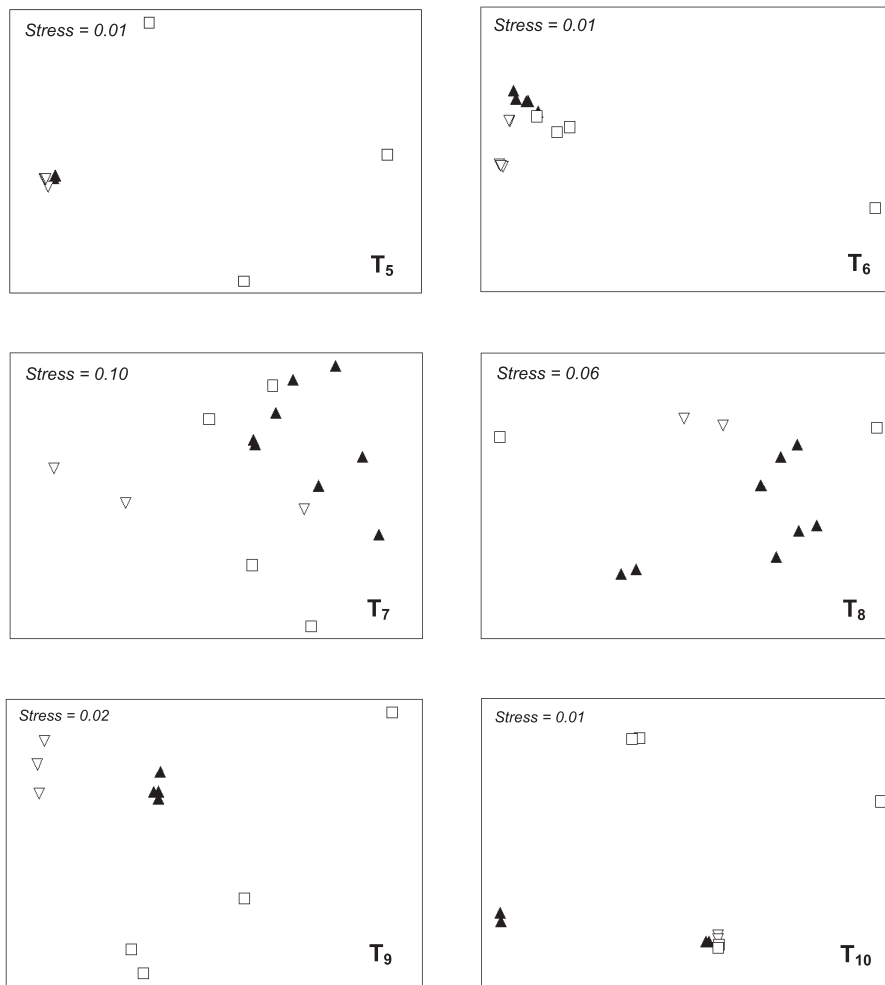 Stress = 0.01
T5
Stress = 0.01
T6
Stress = 0.10
T7
Stress = 0.06
T8
Stress = 0.02
T9
Stress = 0.01
T10